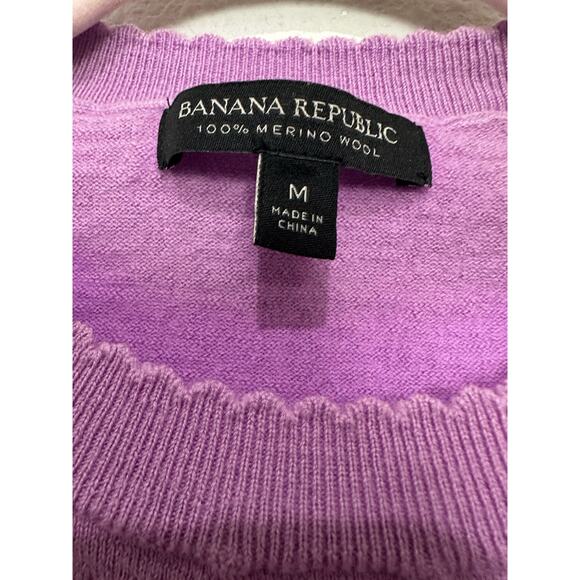 BANANA REPUBLIC
100% MERINO WOOL
M
MADE IN
CHINA